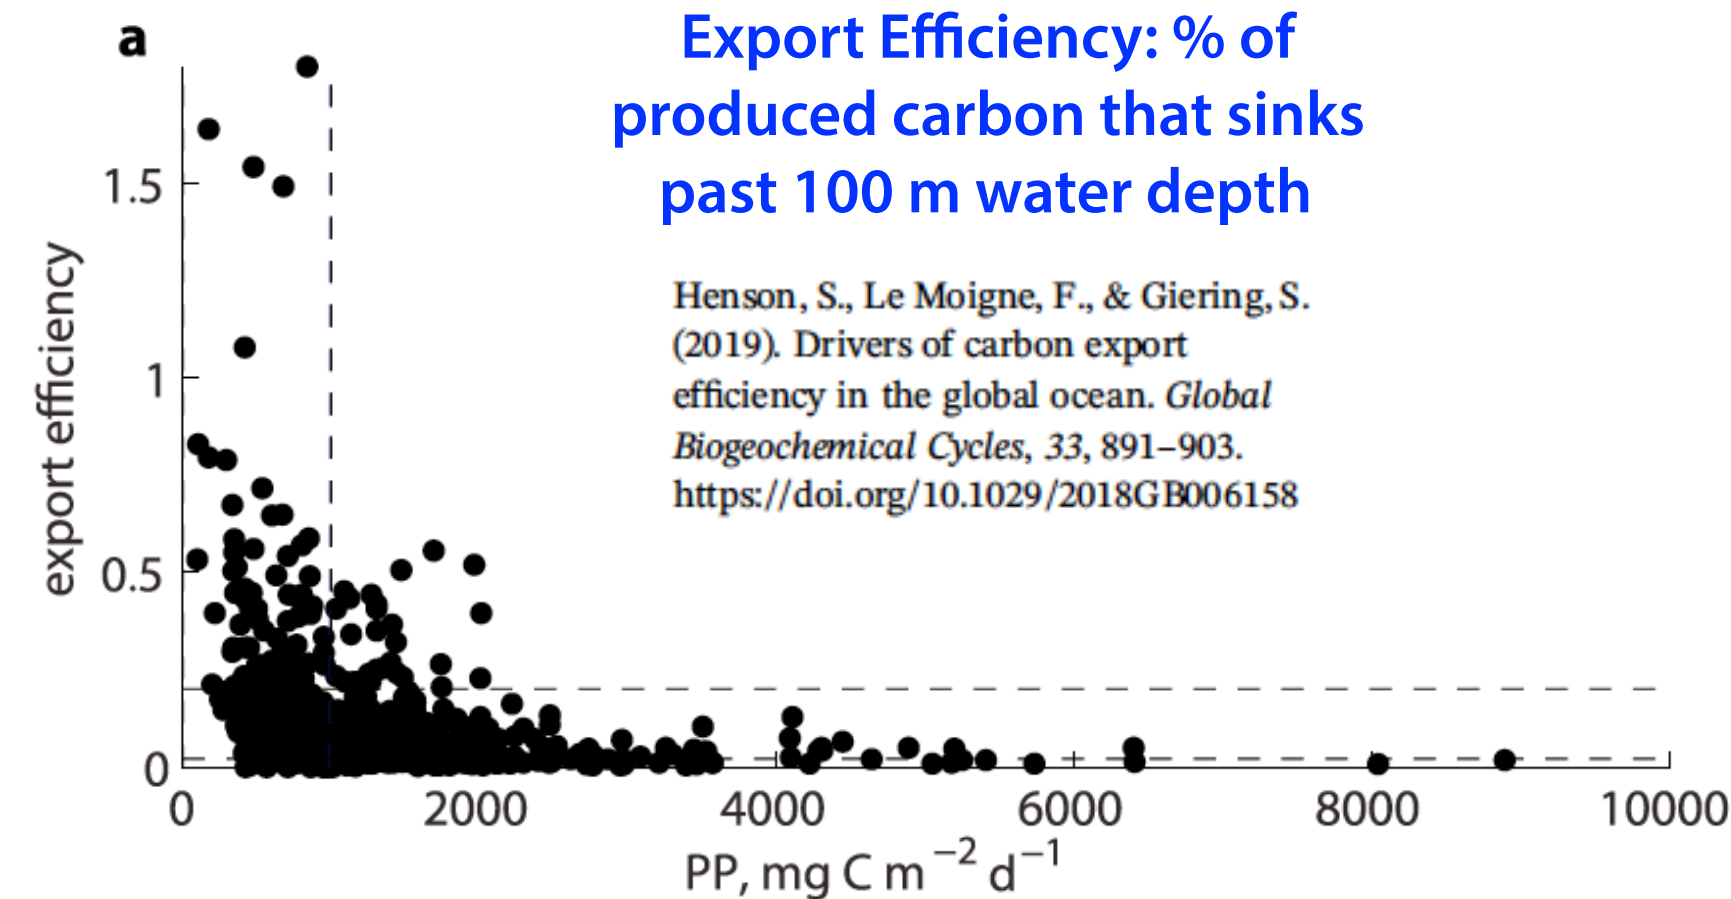 a
Export Efficiency: % of
produced carbon that sinks
past 100 m water depth
Henson, S., Le Moigne, F., & Giering, S.
(2019). Drivers of carbon export
efficiency in the global ocean. Global
Biogeochemical Cycles, 33, 891–903.
https://doi.org/10.1029/2018GB006158
export efficiency
1.5
1
0.5
0
0 2000 4000 6000 8000 10000
PP, mg C m⁻² d⁻¹